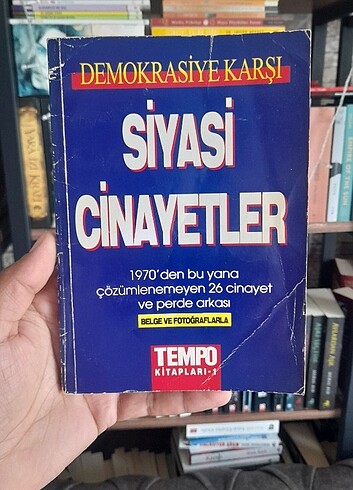 DEMOKRASİYE KARŞI
SİYASİ
CİNAYETLER
1970'den bu yana
çözümlenemeyen 26 cinayet
ve perde arkası
BELGE VE FOTOĞRAFLARLA
TEMPO
KİTAPLARI-1